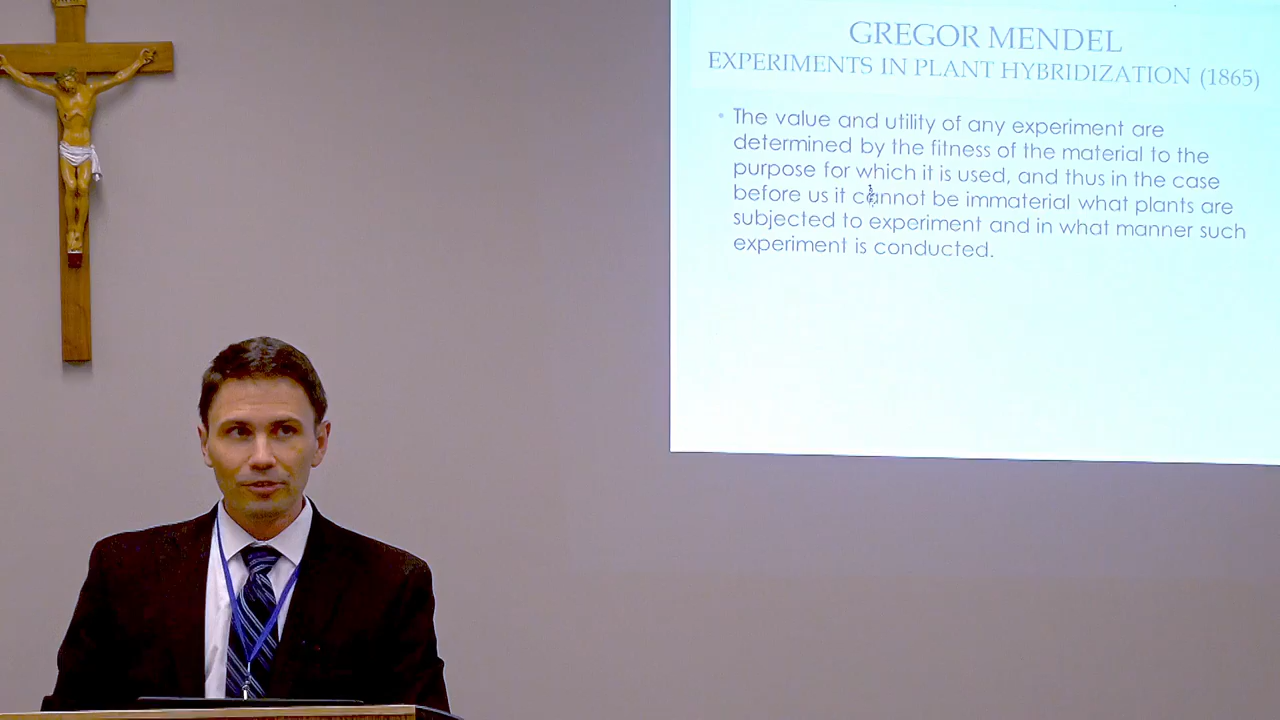 GREGOR MENDEL
EXPERIMENTS IN PLANT HYBRIDIZATION (1865)
• The value and utility of any experiment are
determined by the fitness of the material to the
purpose for which it is used, and thus in the case
before us it cannot be immaterial what plants are
subjected to experiment and in what manner such
experiment is conducted.